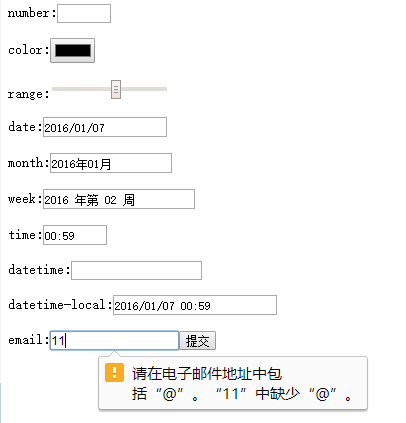 number:
color:
range:
date:2016/01/07
month:2016年01月
week:2016 年第 02 周
time:00:59
datetime:
datetime-local:2016/01/07 00:59
email:11 提交
请在电子邮件地址中包
括“@”。“11”中缺少“@”。